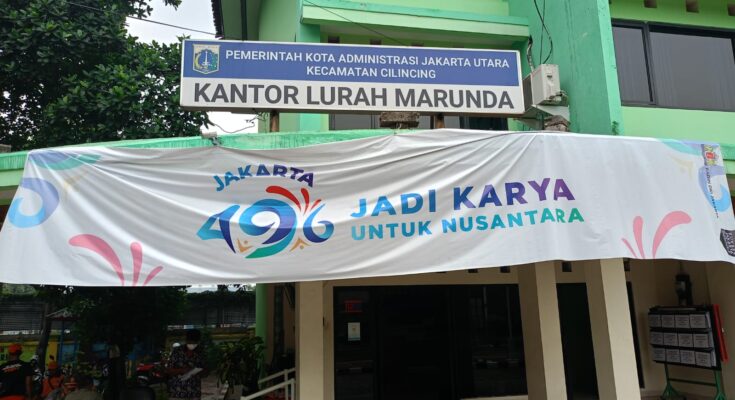 PEMERINTAH KOTA ADMINISTRASI JAKARTA UTARA
KECAMATAN CILINCING
KANTOR LURAH MARUNDA
JAKARTA
496
JADI KARYA
UNTUK NUSANTARA